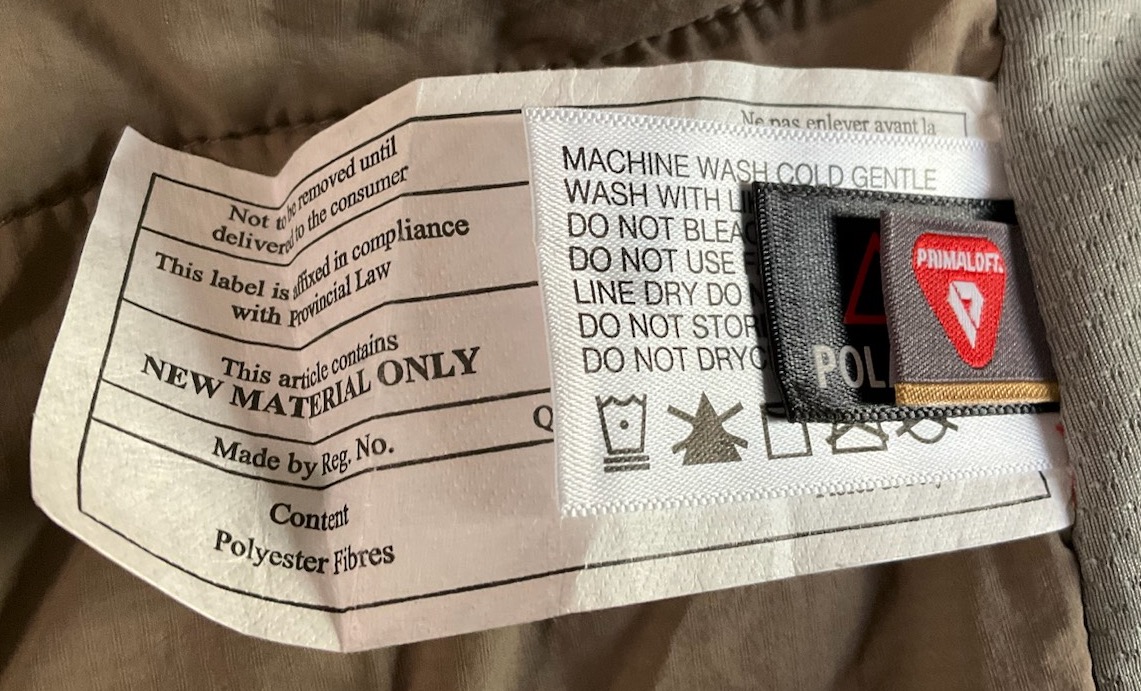 Not to be removed until
delivered to the consumer
This label is affixed in compliance
with Provincial Law
This article contains
NEW MATERIAL ONLY
Made by Reg. No.
Content
Polyester Fibres
Ne pas enlever avant la
Q
MACHINE WASH COLD GENTLE
WASH WITH LI
DO NOT BLEAC
DO NOT USE F
LINE DRY DO N
DO NOT STOR
DO NOT DRYC
POL
PRIMALOFT